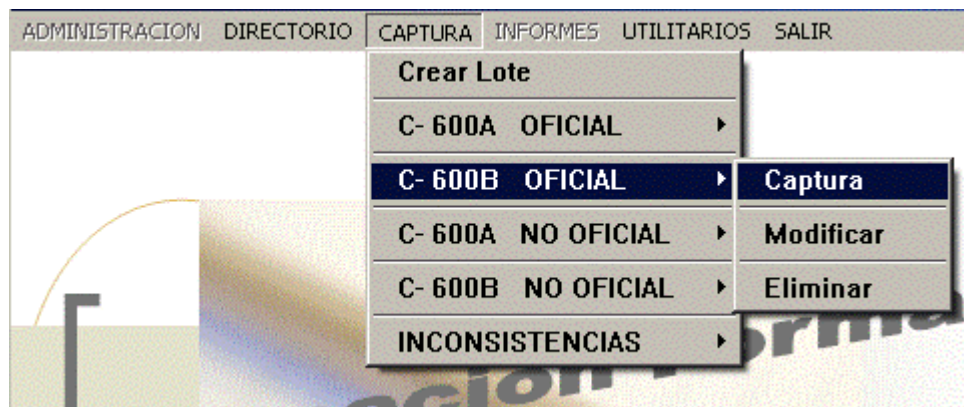 ADMINISTRACION DIRECTORIO CAPTURA INFORMES UTILITARIOS SALIR
Crear Lote
C- 600A OFICIAL
C- 600B OFICIAL Captura
C- 600A NO OFICIAL Modificar
C- 600B NO OFICIAL Eliminar
INCONSISTENCIAS